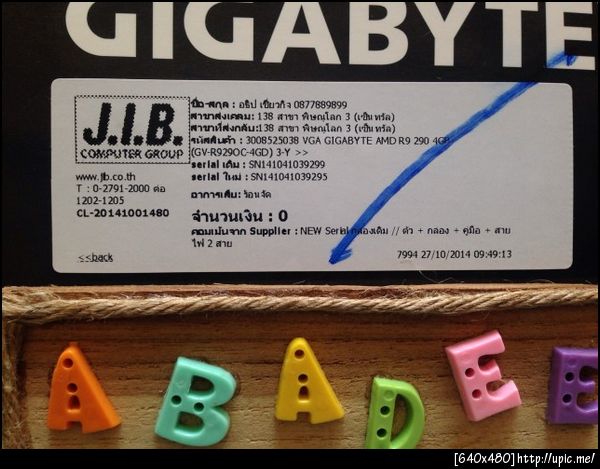 GIGABYTE
J.I.B.
COMPUTER GROUP
www.jib.co.th
T : 0-2791-2000 ต่อ
1202-1205
CL-20141001480
<<back
ชื่อ-สกุล : อธิป เขี้ยวกิจ 0877889899
สาขาส่งเคลม: 138 สาขา พิษณุโลก 3 (เซ็นทรัล)
สาขาที่ส่งกลับ: 138 สาขา พิษณุโลก 3 (เซ็นทรัล)
รหัสสินค้า : 3008525038 VGA GIGABYTE AMD R9 290 4GB
(GV-R929OC-4GD) 3-Y >>
serial เดิม : SN141041039299
serial ใหม่ : SN141041039295
อาการเสีย: ร้อนจัด
จำนวนเงิน : 0
คอมเม้นจาก Supplier : NEW Serial กล่องเดิม // ตัว + กล่อง + คู่มือ + สาย
ไฟ 2 สาย
7994 27/10/2014 09:49:13
A B A D E E
[640x480]http://upic.me/